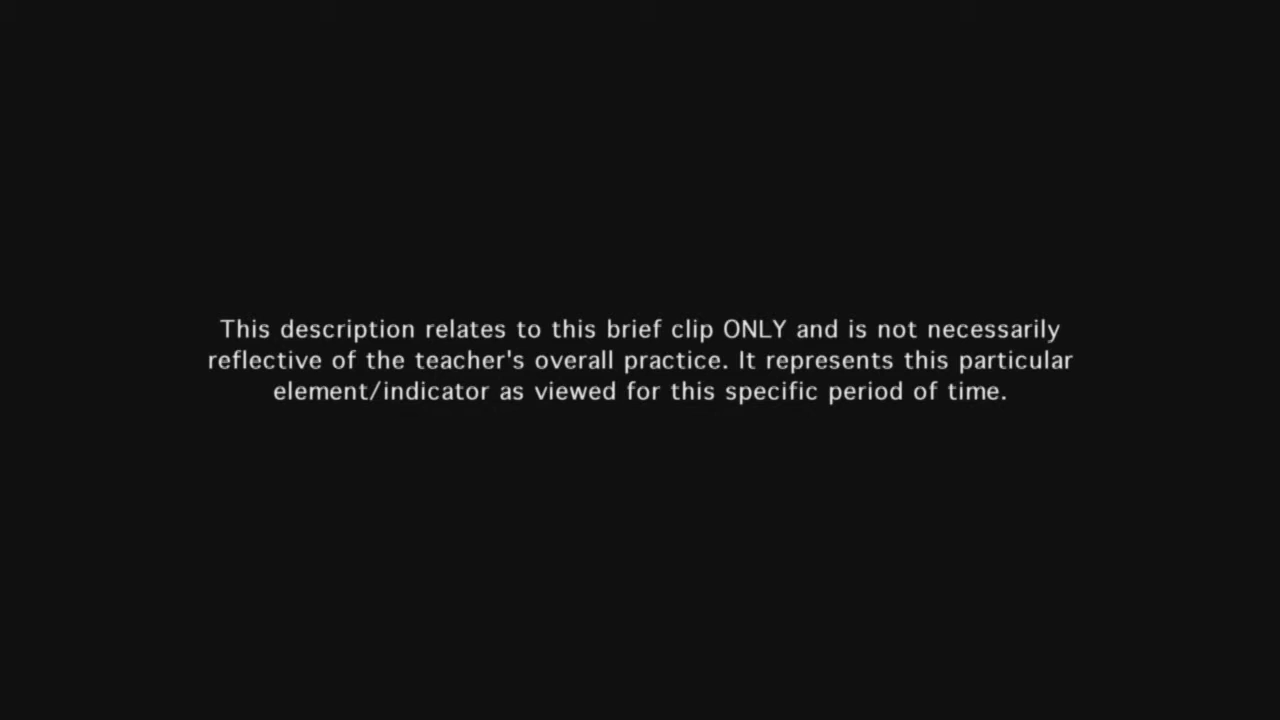 This description relates to this brief clip ONLY and is not necessarily
reflective of the teacher's overall practice. It represents this particular
element/indicator as viewed for this specific period of time.